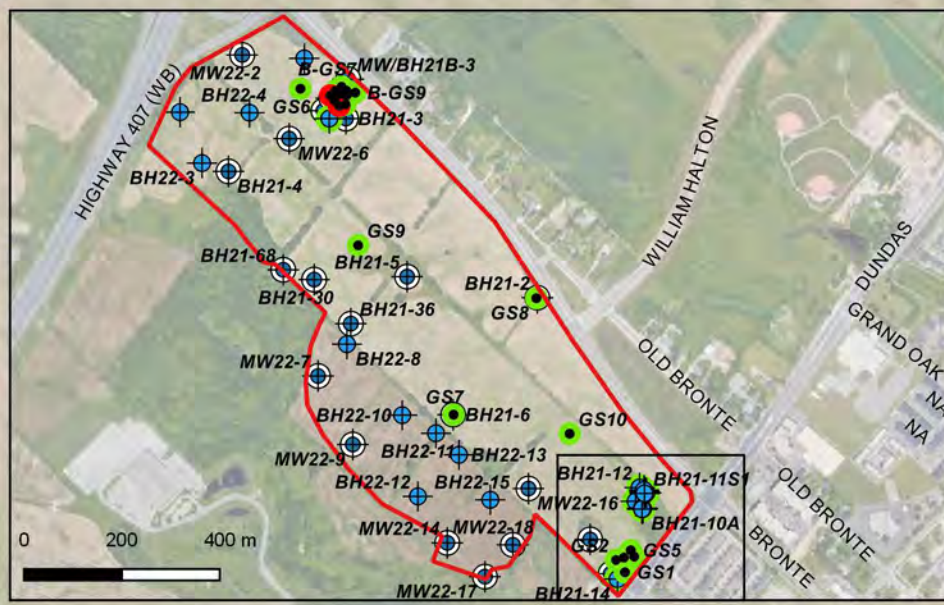 MW22-2
B-GS7
MW/BH21B-3
BH22-4
GS6
B-GS9
BH21-3
HIGHWAY 407 (WB)
MW22-6
BH22-3
BH21-4
WILLIAM HALTON
GS9
BH21-68
BH21-5
DUNDAS
BH21-30
BH21-2
GS8
BH21-36
GRAND OAK
BH22-8
OLD BRONTE
MW22-7
NA
GS7
BH22-10
BH21-6
NA
GS10
BH22-11
MW22-9
BH22-13
BH21-12
BH21-11S1
BH22-12
BH22-15
MW22-16
OLD BRONTE
BH21-10A
MW22-14
MW22-18
GS2
GS5
BRONTE
0 200 400 m
GS1
MW22-17
BH21-14